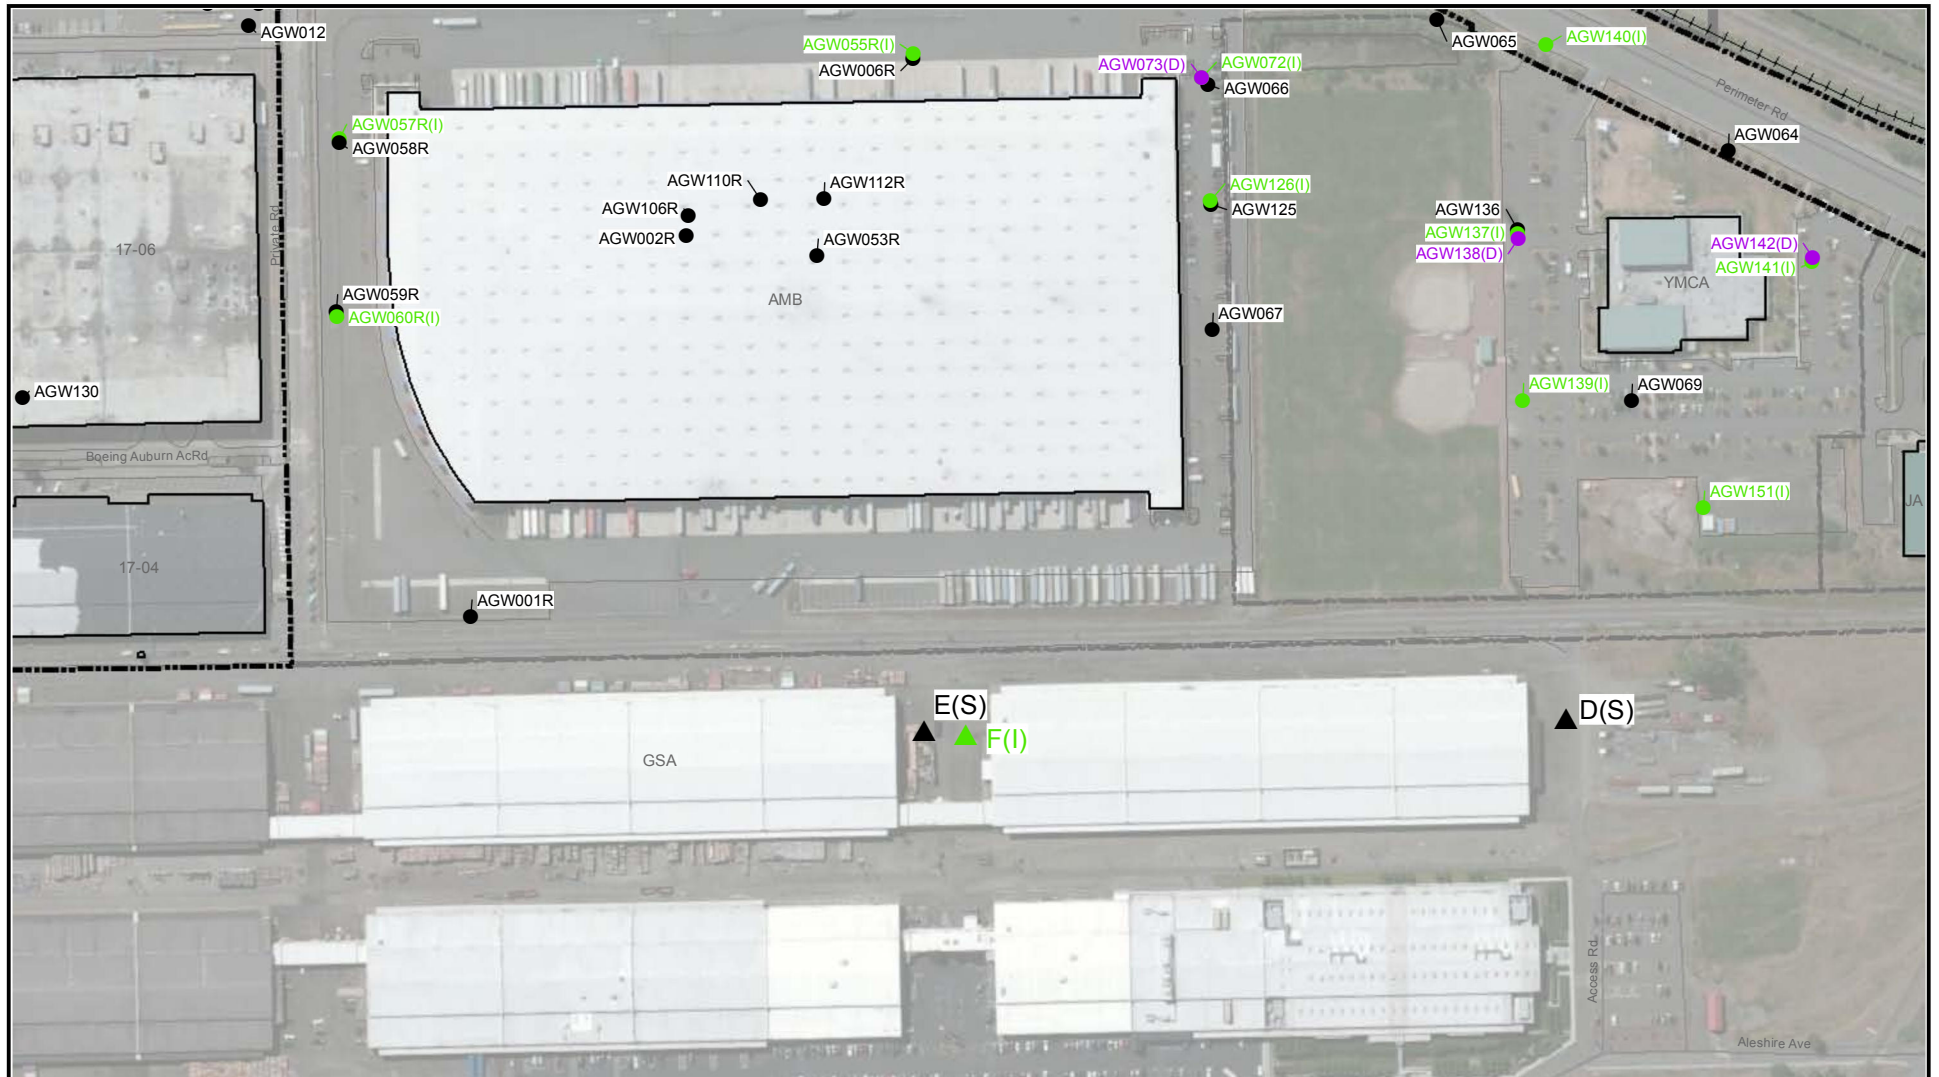 AGW012
AGW055R(I)
AGW006R
AGW065
AGW140(I)
AGW073(D)
AGW072(I)
AGW066
Perimeter Rd
AGW057R(I)
AGW058R
AGW064
AGW110R
AGW112R
AGW126(I)
AGW106R
AGW125
AGW136
AGW002R
AGW053R
AGW137(I)
AGW138(D)
AGW142(D)
AGW141(I)
17-06
Private Rd
YMCA
AGW059R
AMB
AGW060R(I)
AGW067
AGW130
AGW139(I)
AGW069
Boeing Auburn AcRd
AGW151(I)
JA
17-04
AGW001R
E(S)
D(S)
F(I)
GSA
Access Rd
Aleshire Ave